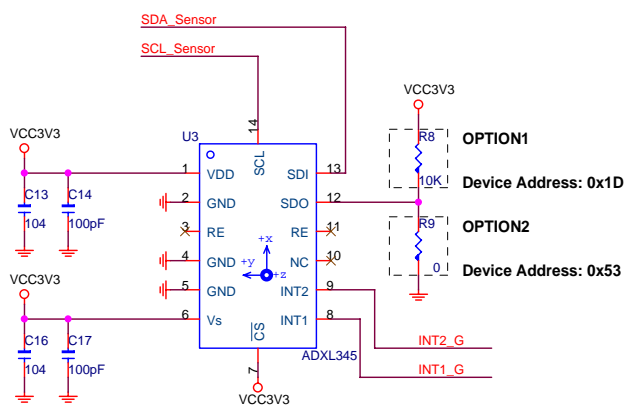 SDA_Sensor
SCL_Sensor
VCC3V3
14
VCC3V3
U3
SCL
R8
OPTION1
10K
Device Address: 0x1D
1
VDD
SDI
13
C13
C14
104
100pF
2
GND
SDO
12
R9
OPTION2
0
Device Address: 0x53
3
RE
RE
11
+x
+y
+z
4
GND
NC
10
VCC3V3
5
GND
INT2
9
6
Vs
INT1
8
C16
C17
104
100pF
CS
ADXL345
INT2_G
7
INT1_G
VCC3V3